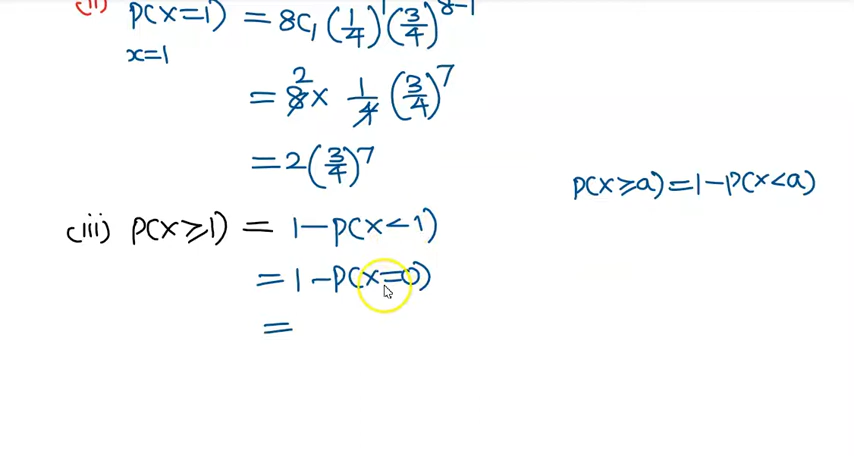 (ii) P(X=1) = 8C₁ (1/4)¹ (3/4)⁸⁻¹
x=1
= 8² × 1/4 (3/4)⁷
= 2 (3/4)⁷
P(X≥a) = 1 - P(X<a)
(iii) P(X≥1) = 1 - P(X<1)
= 1 - P(X=0)
=